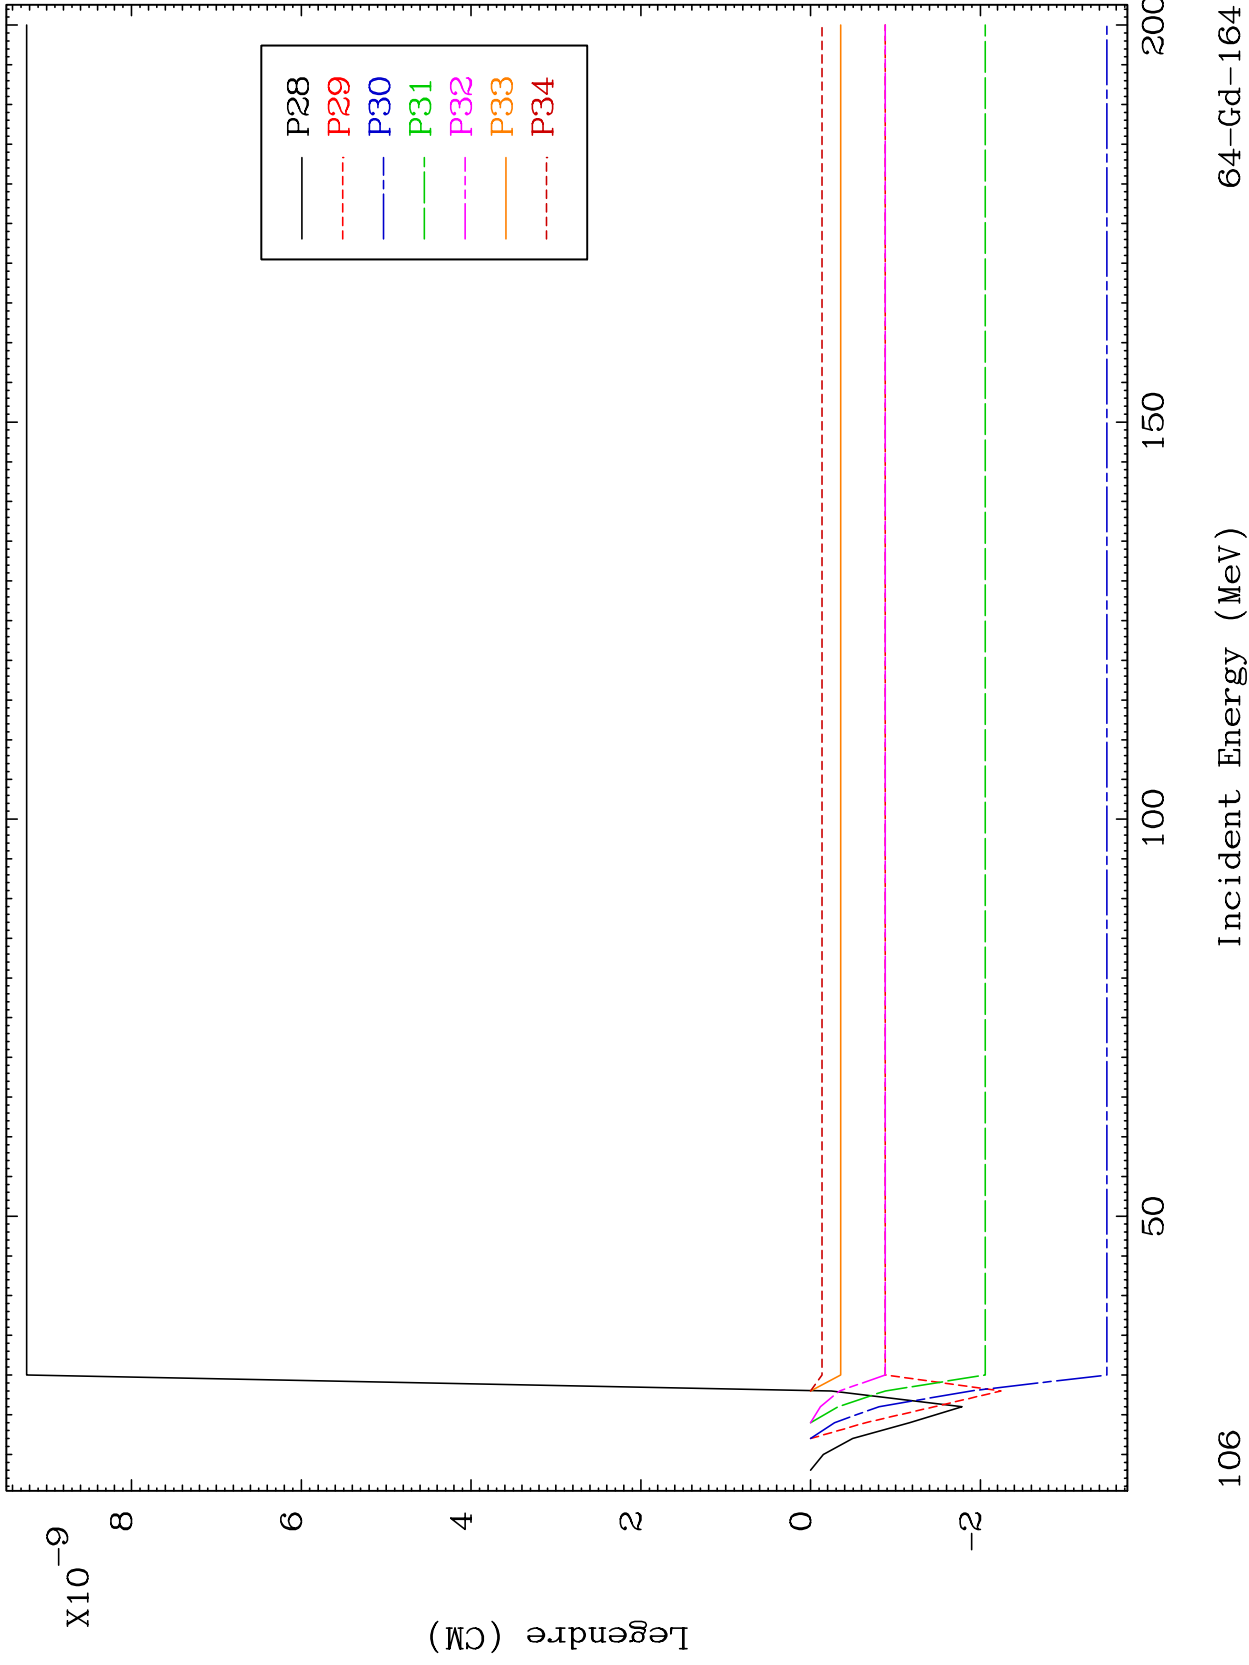 X10-9
8
6
4
2
0
-2
Legendre (CM)
P28
P29
P30
P31
P32
P33
P34
50
100
150
200
Incident Energy (MeV)
106
64-Gd-164